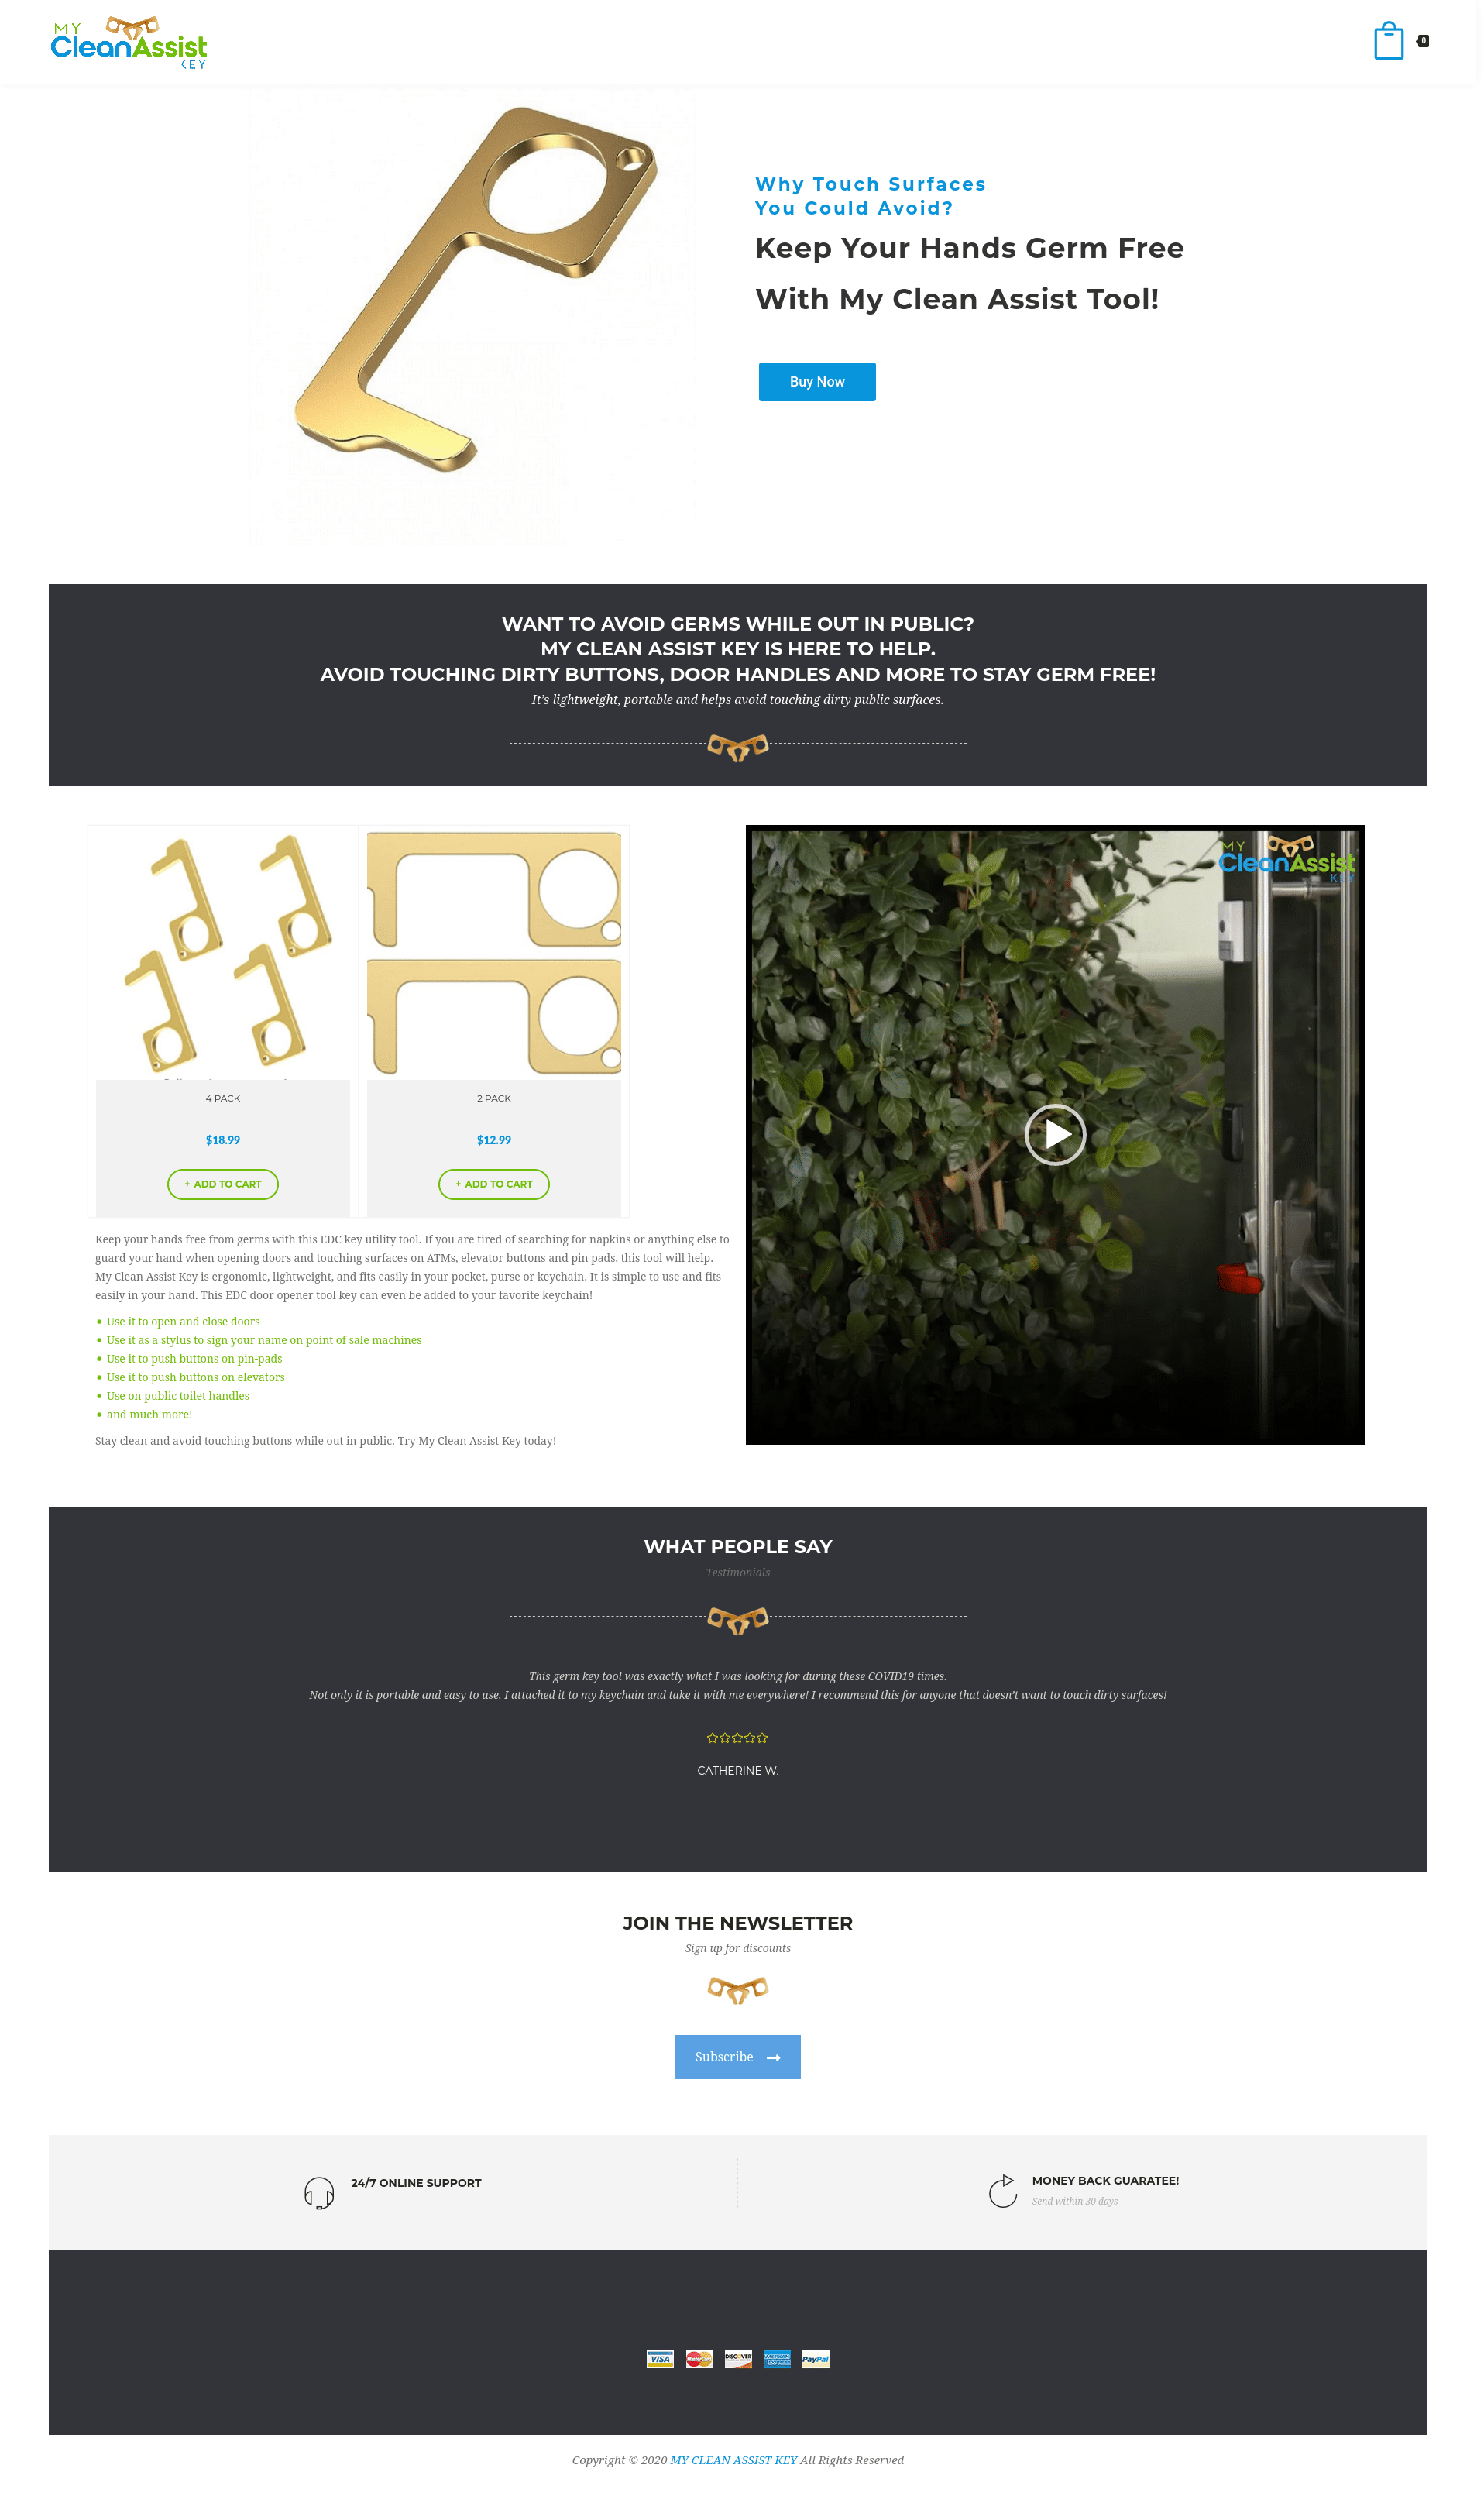 MY
CleanAssist
KEY
0
Why Touch Surfaces
You Could Avoid?
Keep Your Hands Germ Free
With My Clean Assist Tool!
Buy Now
WANT TO AVOID GERMS WHILE OUT IN PUBLIC?
MY CLEAN ASSIST KEY IS HERE TO HELP.
AVOID TOUCHING DIRTY BUTTONS, DOOR HANDLES AND MORE TO STAY GERM FREE!
It’s lightweight, portable and helps avoid touching dirty public surfaces.
4 PACK
$18.99
+ ADD TO CART
2 PACK
$12.99
+ ADD TO CART
Keep your hands free from germs with this EDC key utility tool. If you are tired of searching for napkins or anything else to
guard your hand when opening doors and touching surfaces on ATMs, elevator buttons and pin pads, this tool will help.
My Clean Assist Key is ergonomic, lightweight, and fits easily in your pocket, purse or keychain. It is simple to use and fits
easily in your hand. This EDC door opener tool key can even be added to your favorite keychain!
• Use it to open and close doors
• Use it as a stylus to sign your name on point of sale machines
• Use it to push buttons on pin-pads
• Use it to push buttons on elevators
• Use on public toilet handles
• and much more!
Stay clean and avoid touching buttons while out in public. Try My Clean Assist Key today!
MY
CleanAssist
KEY
WHAT PEOPLE SAY
Testimonials
This germ key tool was exactly what I was looking for during these COVID19 times.
Not only it is portable and easy to use, I attached it to my keychain and take it with me everywhere! I recommend this for anyone that doesn’t want to touch dirty surfaces!
CATHERINE W.
JOIN THE NEWSLETTER
Sign up for discounts
Subscribe
24/7 ONLINE SUPPORT
MONEY BACK GUARATEE!
Send within 30 days
VISA
MasterCard
DISCOVER
AMERICAN EXPRESS
PayPal
Copyright © 2020 MY CLEAN ASSIST KEY All Rights Reserved